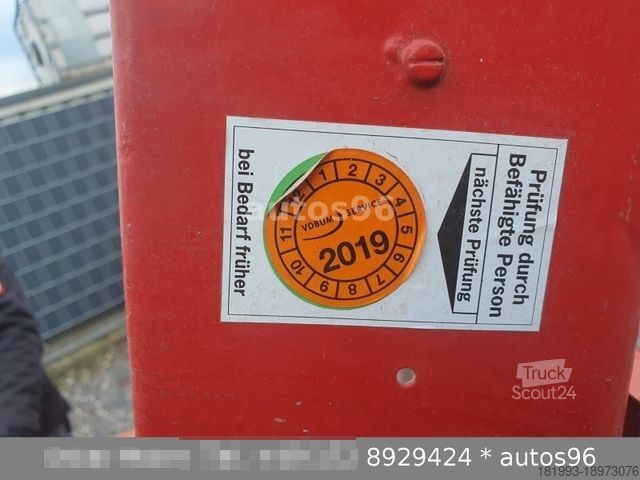 Prüfung durch
Befähigte Person
nächste Prüfung
1 2 3 4 5 6 7 8 9 10 11 12
VDBUM SERVICE
2019
bei Bedarf früher
autos96
Truck
Scout24
8929424 * autos96
181993-18973076